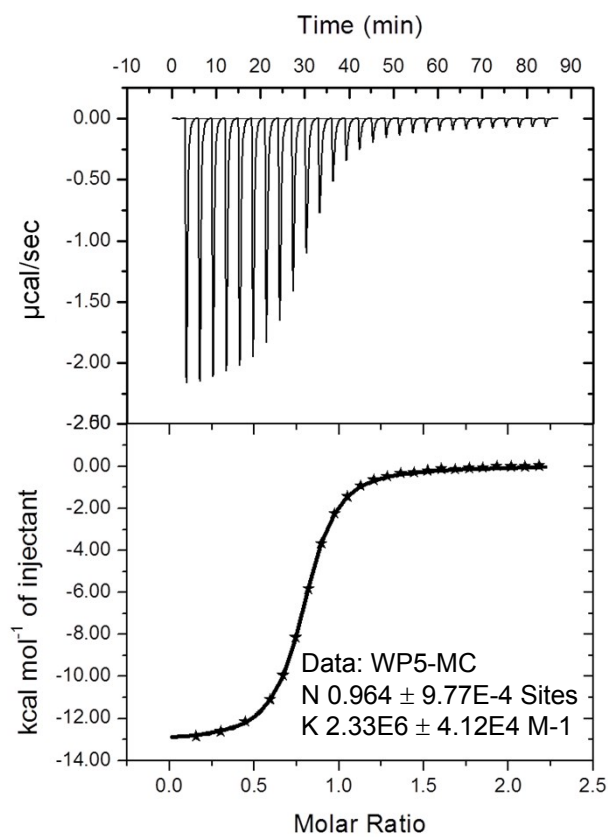 Time (min)
-10 0 10 20 30 40 50 60 70 80 90
0.00
-0.50
-1.00
-1.50
-2.00
µcal/sec
0.00
-2.00
-4.00
-6.00
-8.00
-10.00
-12.00
-14.00
kcal mol⁻¹ of injectant
Data: WP5-MC
N 0.964 ± 9.77E-4 Sites
K 2.33E6 ± 4.12E4 M-1
0.0 0.5 1.0 1.5 2.0 2.5
Molar Ratio